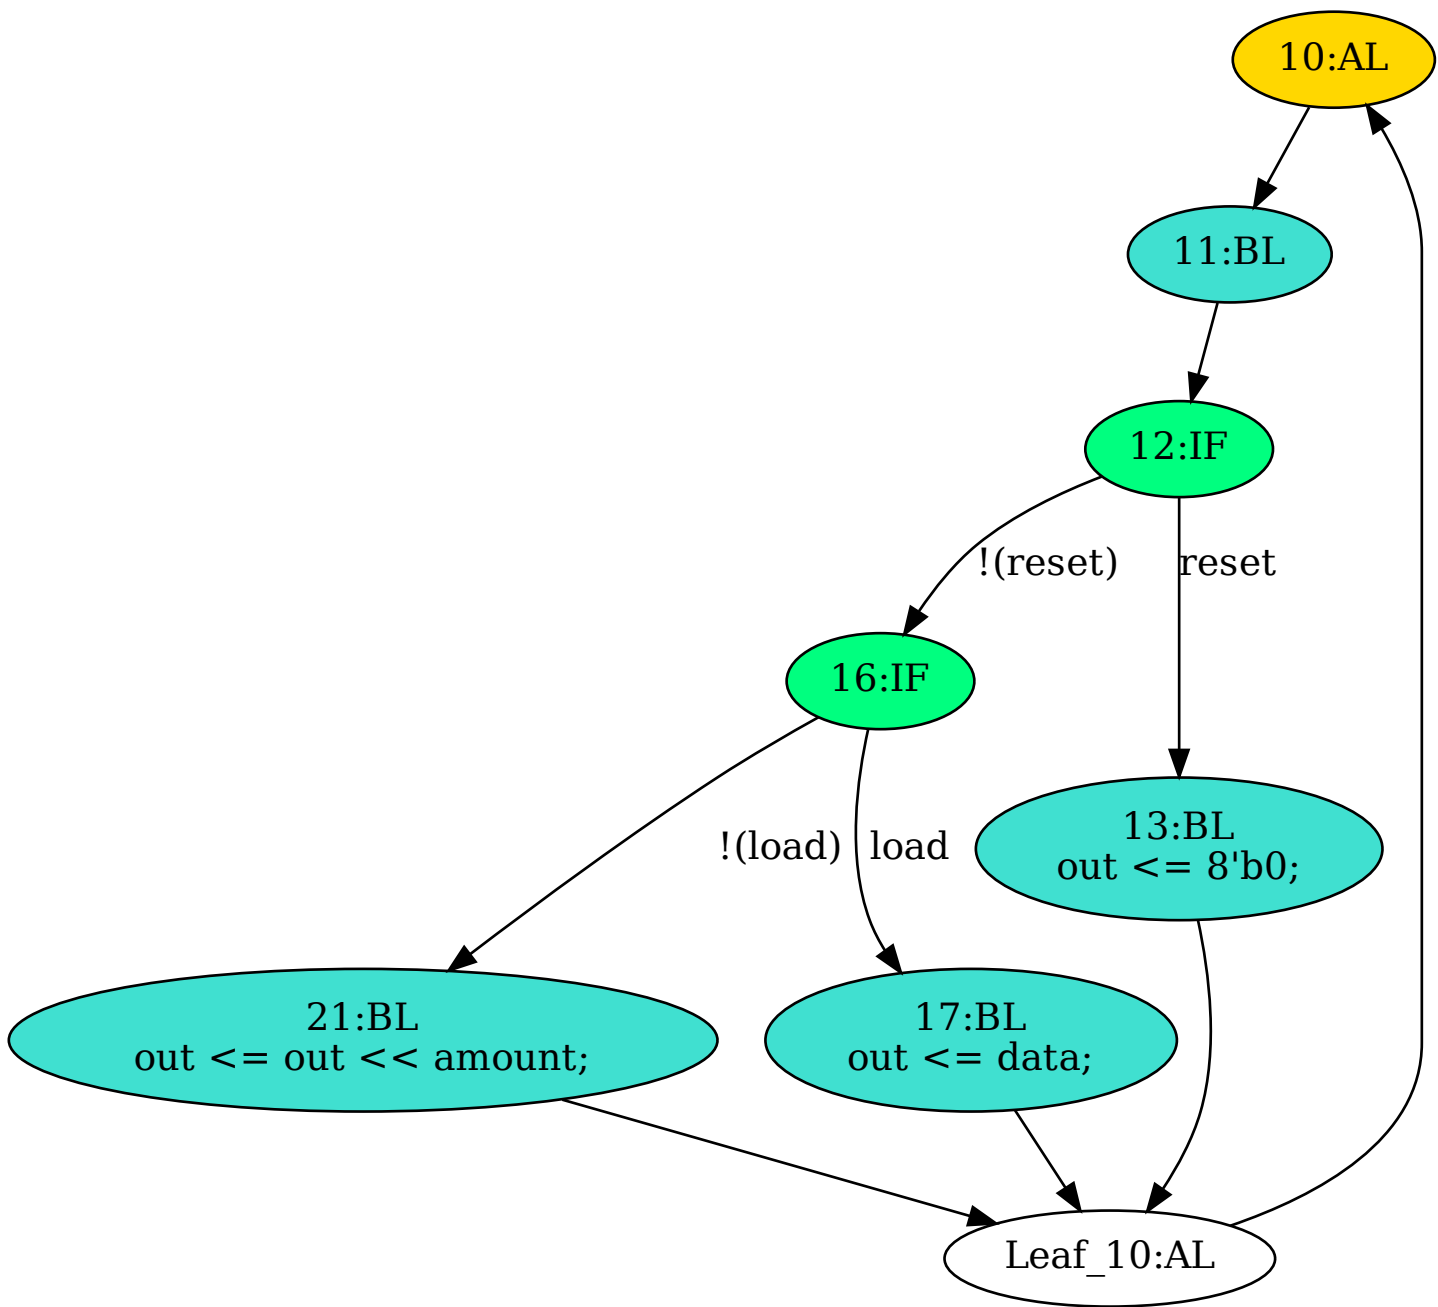 10:AL
11:BL
12:IF
!(reset)
reset
16:IF
!(load)
load
13:BL
out <= 8'b0;
21:BL
out <= out << amount;
17:BL
out <= data;
Leaf_10:AL